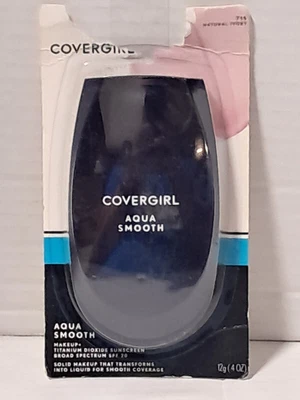 715
NATURAL IVORY
COVERGIRL
COVERGIRL
AQUA
SMOOTH
AQUA
SMOOTH
MAKEUP+
TITANIUM DIOXIDE SUNSCREEN
BROAD SPECTRUM SPF 20
SOLID MAKEUP THAT TRANSFORMS
INTO LIQUID FOR SMOOTH COVERAGE
12g (.4 OZ)